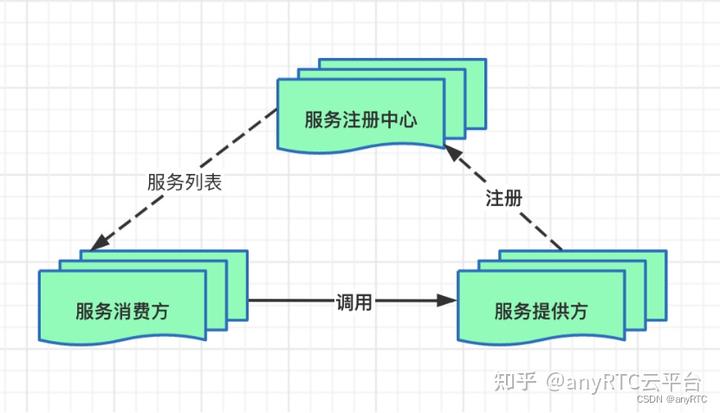 服务注册中心
服务列表
注册
服务消费方
调用
服务提供方
知乎 @anyRTC云平台
CSDN @anyRTC